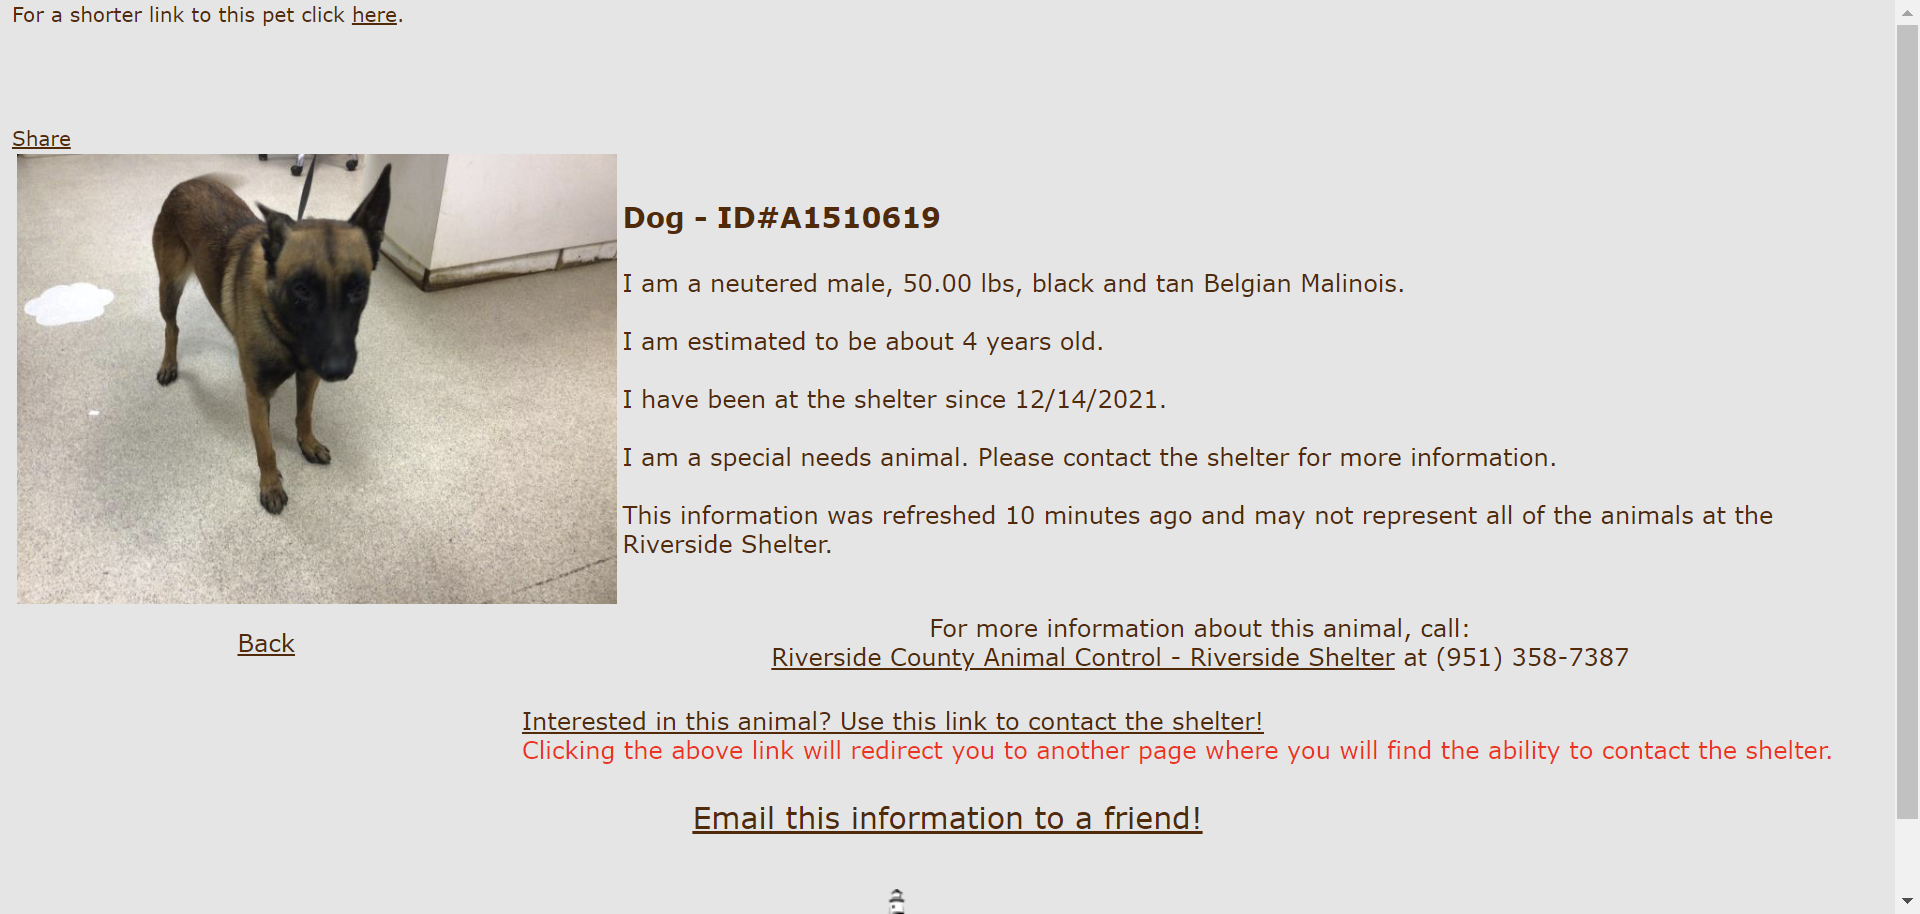 For a shorter link to this pet click here.
Share
Dog - ID#A1510619
I am a neutered male, 50.00 lbs, black and tan Belgian Malinois.
I am estimated to be about 4 years old.
I have been at the shelter since 12/14/2021.
I am a special needs animal. Please contact the shelter for more information.
This information was refreshed 10 minutes ago and may not represent all of the animals at the
Riverside Shelter.
Back
For more information about this animal, call:
Riverside County Animal Control - Riverside Shelter at (951) 358-7387
Interested in this animal? Use this link to contact the shelter!
Clicking the above link will redirect you to another page where you will find the ability to contact the shelter.
Email this information to a friend!